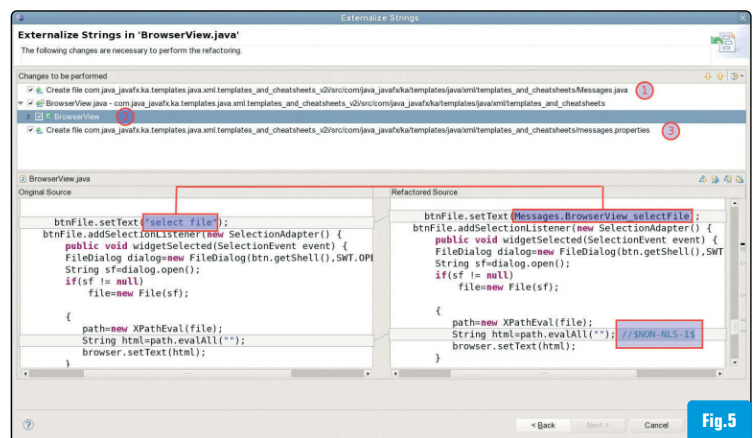 Externalize Strings
Externalize Strings in 'BrowserView.java'
The following changes are necessary to perform the refactoring.
Changes to be performed
Create file com.java_javafx.ka.templates.java.xml.templates_and_cheatsheets_v2i/src/com/java_javafx/ka/templates/java/xml/templates_and_cheatsheets/Messages.java
1
BrowserView.java - com.java_javafx.ka.templates.java.xml.templates_and_cheatsheets_v2i/src/com/java_javafx/ka/templates/java/xml/templates_and_cheatsheets
BrowserView
2
Create file com.java_javafx.ka.templates.java.xml.templates_and_cheatsheets_v2i/src/com/java_javafx/ka/templates/java/xml/templates_and_cheatsheets/messages.properties
3
BrowserView.java
Original Source
btnFile.setText("select file");
btnFile.addSelectionListener(new SelectionAdapter() {
public void widgetSelected(SelectionEvent event) {
FileDialog dialog=new FileDialog(btn.getShell(),SWT.OPE
String sf=dialog.open();
if(sf != null)
file=new File(sf);
{
path=new XPathEval(file);
String html=path.evalAll("");
browser.setText(html);
}
Refactored Source
btnFile.setText(Messages.BrowserView_selectFile);
btnFile.addSelectionListener(new SelectionAdapter() {
public void widgetSelected(SelectionEvent event) {
FileDialog dialog=new FileDialog(btn.getShell(),SWT
String sf=dialog.open();
if(sf != null)
file=new File(sf);
{
path=new XPathEval(file);
String html=path.evalAll(""); //$NON-NLS-1$
browser.setText(html);
}
?
< Back
Next >
Cancel
Fig.5